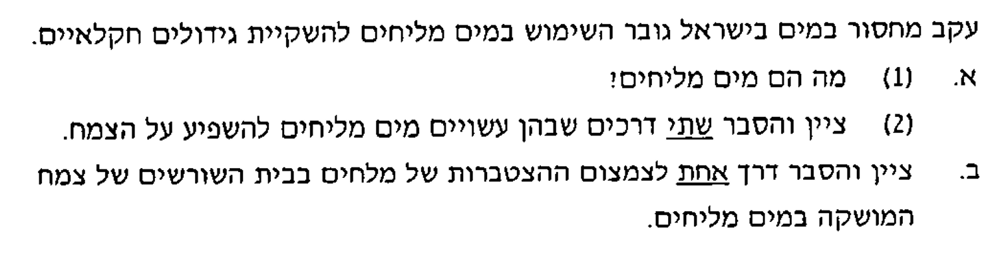 עקב מחסור במים בישראל גובר השימוש במים מליחים להשקיית גידולים חקלאיים.
א. (1) מה הם מים מליחים?
(2) ציין והסבר שתי דרכים שבהן עשויים מים מליחים להשפיע על הצמח.
ב. ציין והסבר דרך אחת לצמצום ההצטברות של מלחים בבית השורשים של צמח
המושקה במים מליחים.